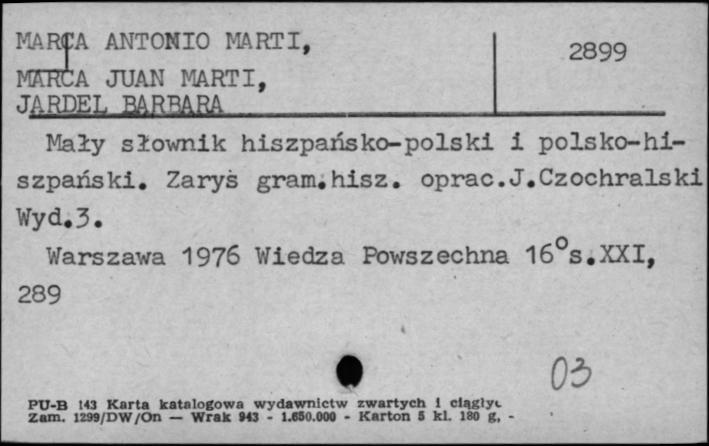 MARCA ANTONIO MARTI,
2899
MARCA JUAN MARTI,
JARDEL BARBARA
Mały słownik hiszpańsko-polski i polsko-hi-
szpański. Zarys gram.hisz. oprac.J.Czochralski
Wyd.3.
Warszawa 1976 Wiedza Powszechna 16°s.XXI,
289
03
PU-B 143 Karta katalogowa wydawnictw zwartych i ciągłyc
Zam. 1299/DW/On — Wrak 943 - 1.650.000 - Karton 5 kl. 180 g, -